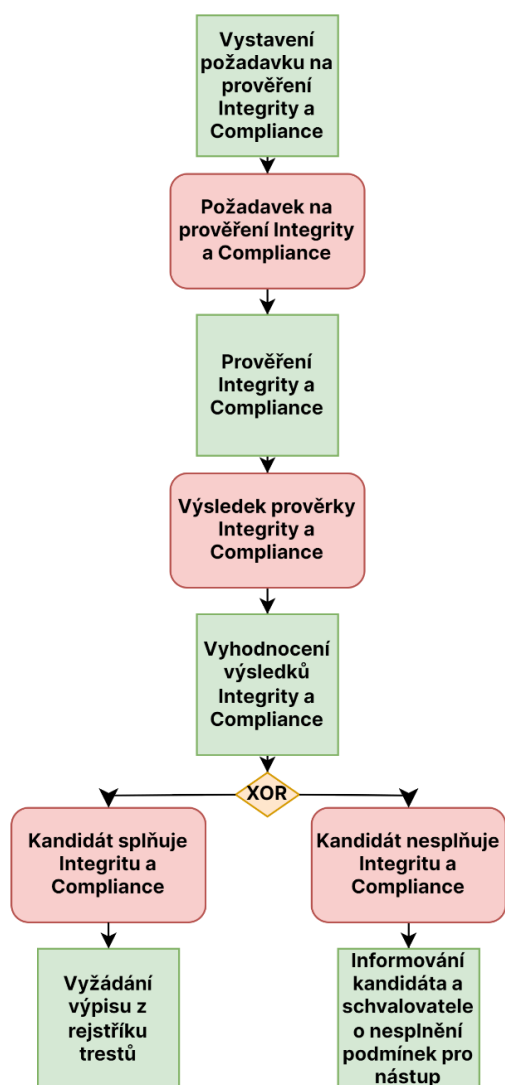 Vystavení
požadavku na
prověření
Integrity a
Compliance
Požadavek na
prověření Integrity
a Compliance
Prověření
Integrity a
Compliance
Výsledek prověrky
Integrity a
Compliance
Vyhodnocení
výsledků
Integrity a
Compliance
XOR
Kandidát splňuje
Integritu a
Compliance
Kandidát nesplňuje
Integritu a
Compliance
Vyžádání
výpisu z
rejstříku
trestů
Informování
kandidáta a
schvalovatele
o nesplnění
podmínek pro
nástup